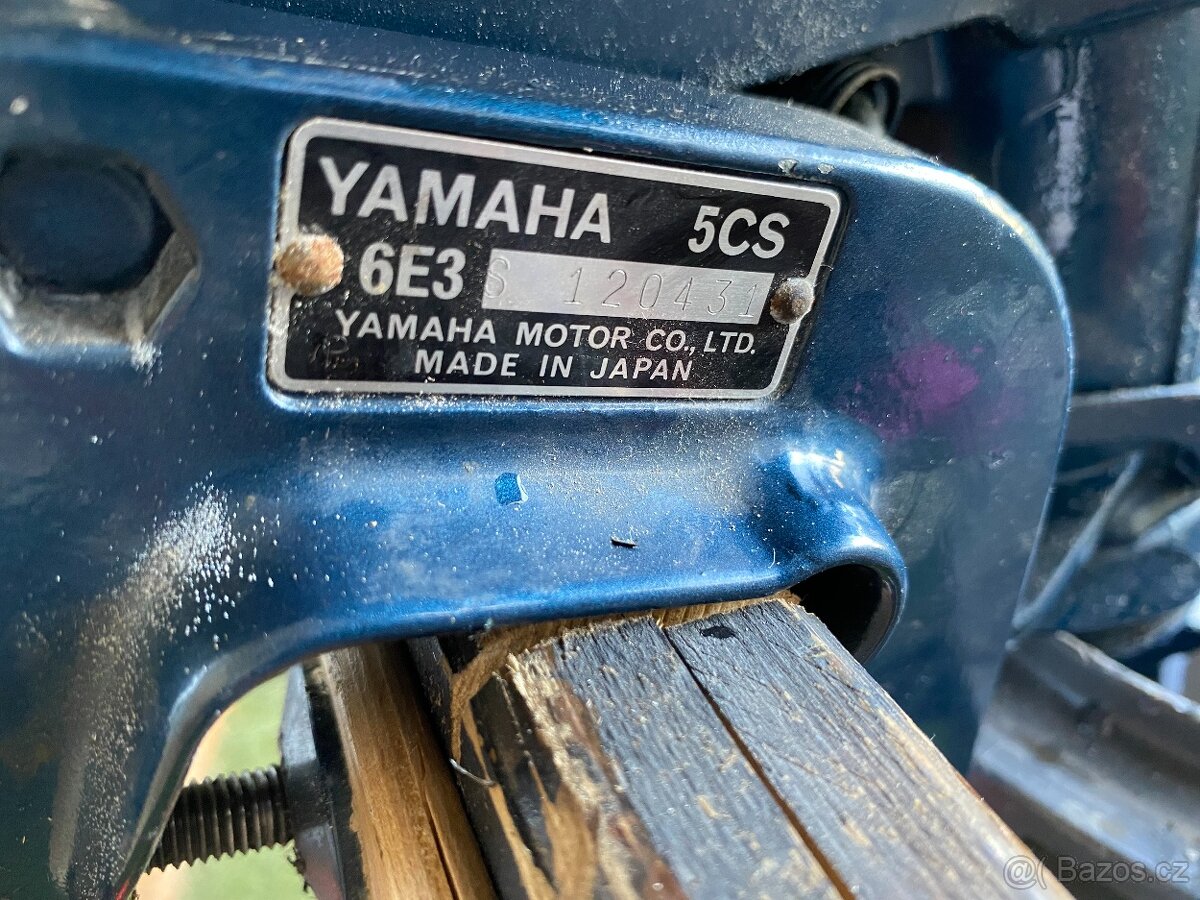 YAMAHA 5CS
6E3 S 120431
YAMAHA MOTOR CO., LTD.
MADE IN JAPAN
@ Bazos.cz